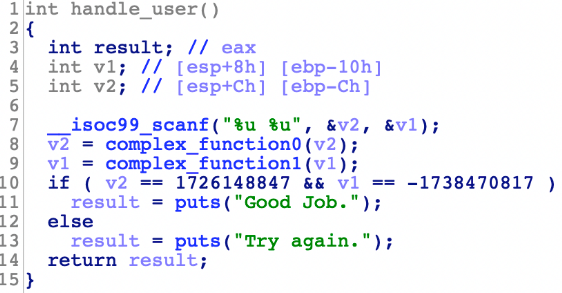 1 int handle_user()
2 {
3   int result; // eax
4   int v1; // [esp+8h] [ebp-10h]
5   int v2; // [esp+Ch] [ebp-Ch]
6
7   __isoc99_scanf("%u %u", &v2, &v1);
8   v2 = complex_function0(v2);
9   v1 = complex_function1(v1);
10   if ( v2 == 1726148847 && v1 == -1738470817 )
11     result = puts("Good Job.");
12   else
13     result = puts("Try again.");
14   return result;
15 }